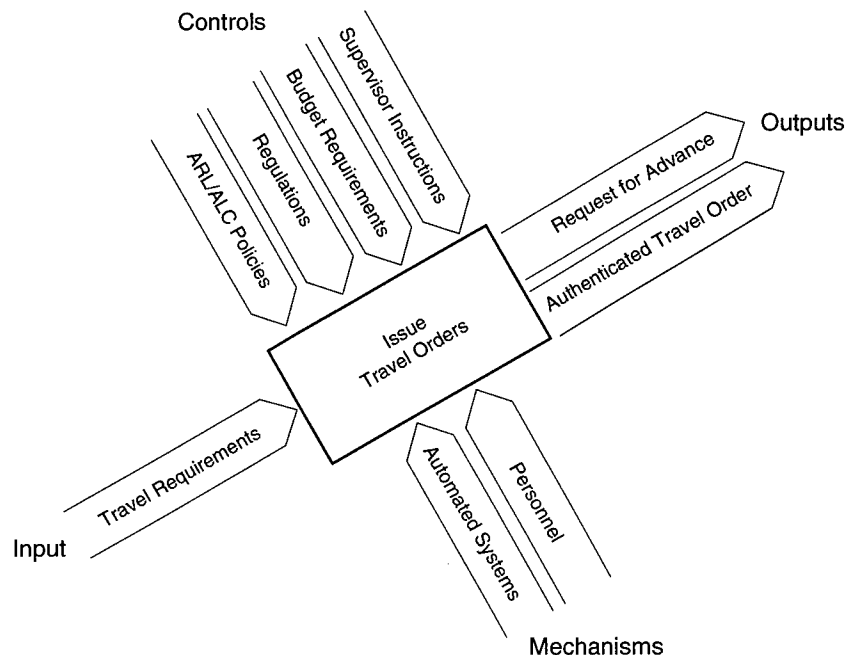 Controls
ARL/ALC Policies
Regulations
Budget Requirements
Supervisor Instructions
Outputs
Request for Advance
Authenticated Travel Order
Issue
Travel Orders
Travel Requirements
Input
Automated Systems
Personnel
Mechanisms